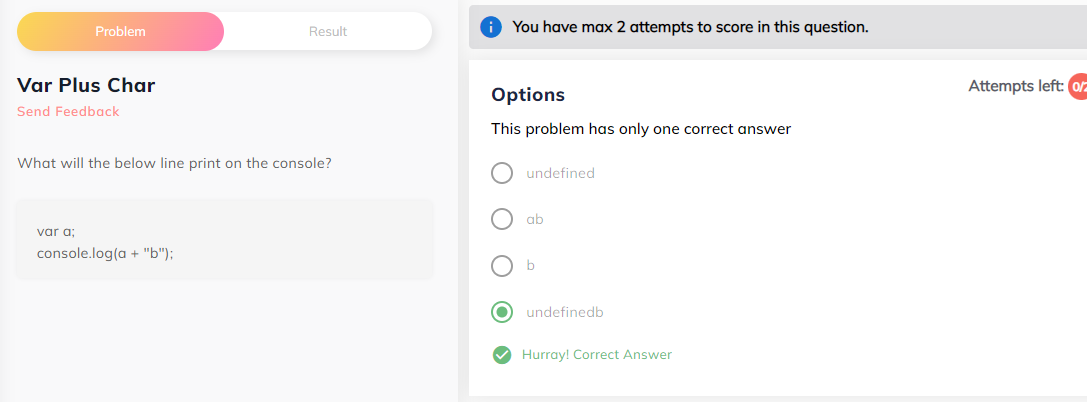 Problem
Result
Var Plus Char
Send Feedback
What will the below line print on the console?
var a;
console.log(a + "b");
You have max 2 attempts to score in this question.
Attempts left: 0/2
Options
This problem has only one correct answer
undefined
ab
b
undefinedb
Hurray! Correct Answer